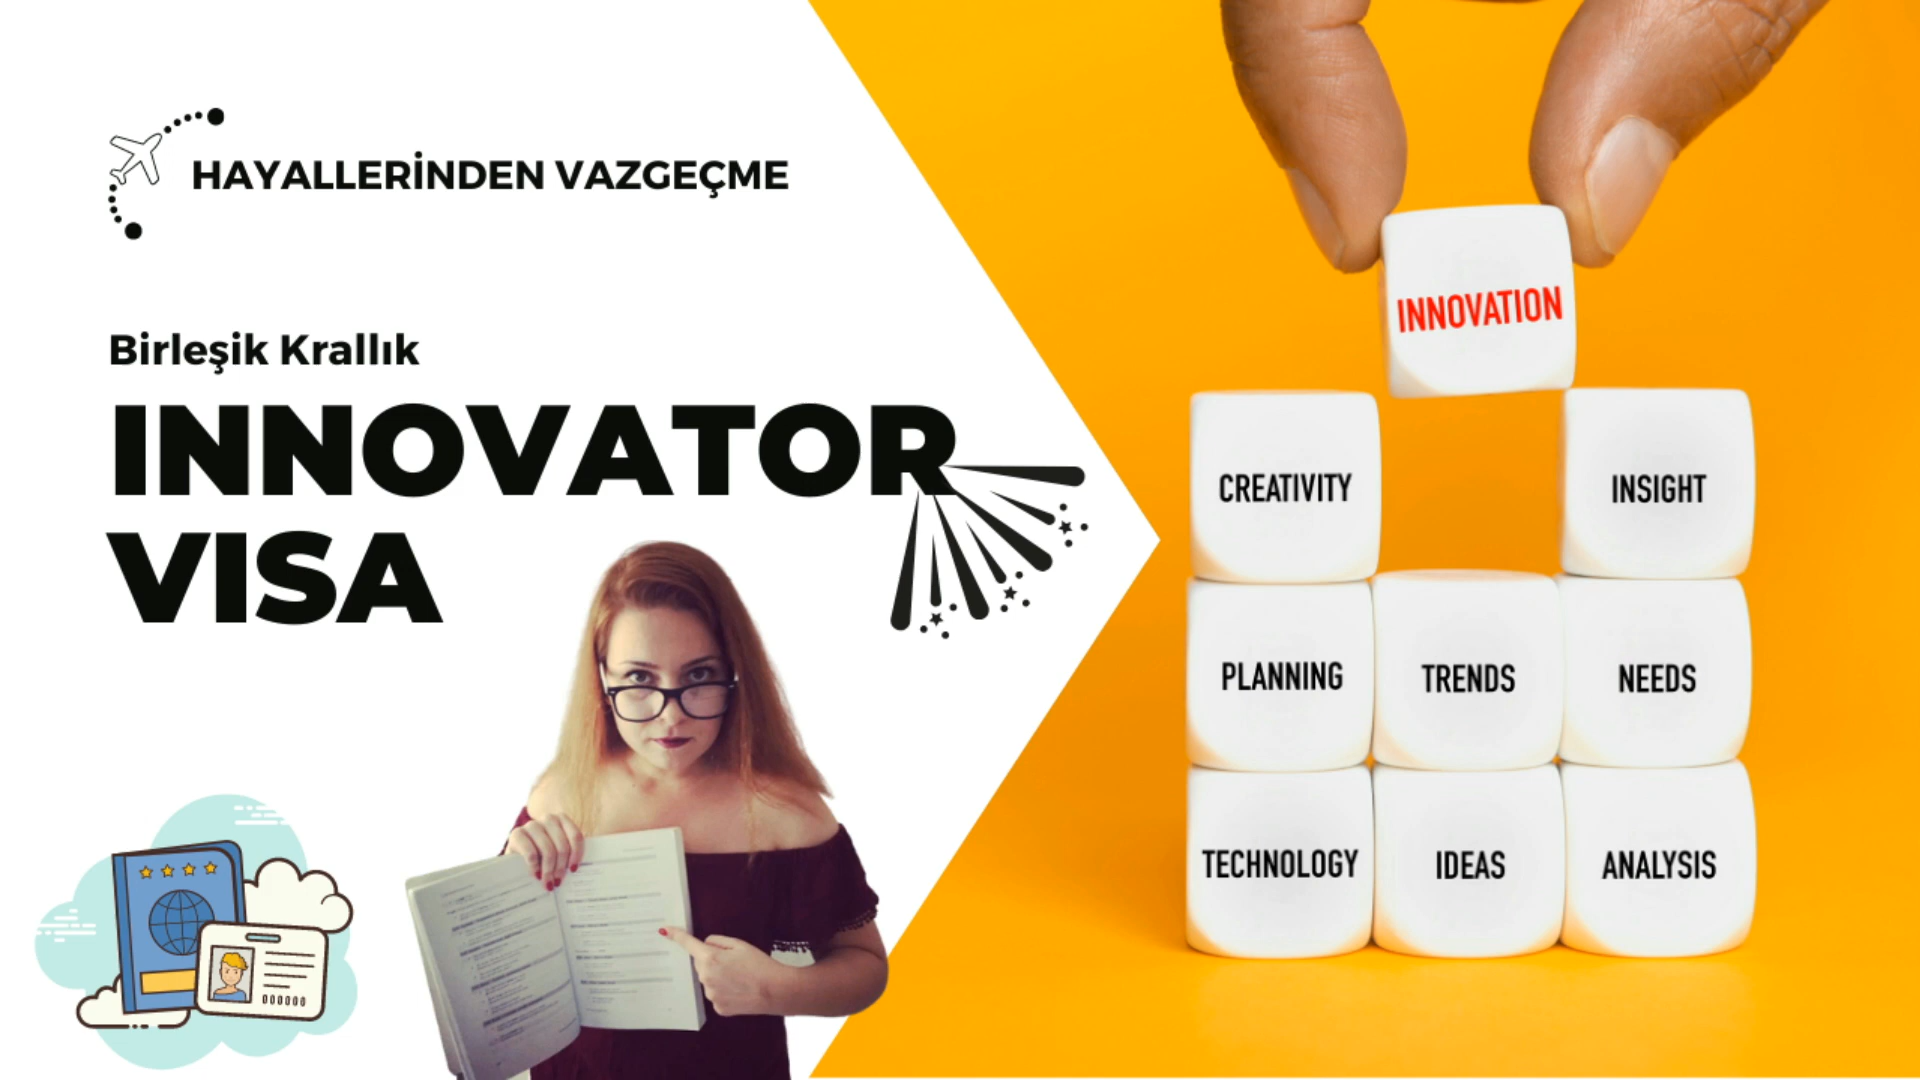 HAYALLERİNDEN VAZGEÇME
Birleşik Krallık
INNOVATOR
VISA
INNOVATION
CREATIVITY
INSIGHT
PLANNING
TRENDS
NEEDS
TECHNOLOGY
IDEAS
ANALYSIS